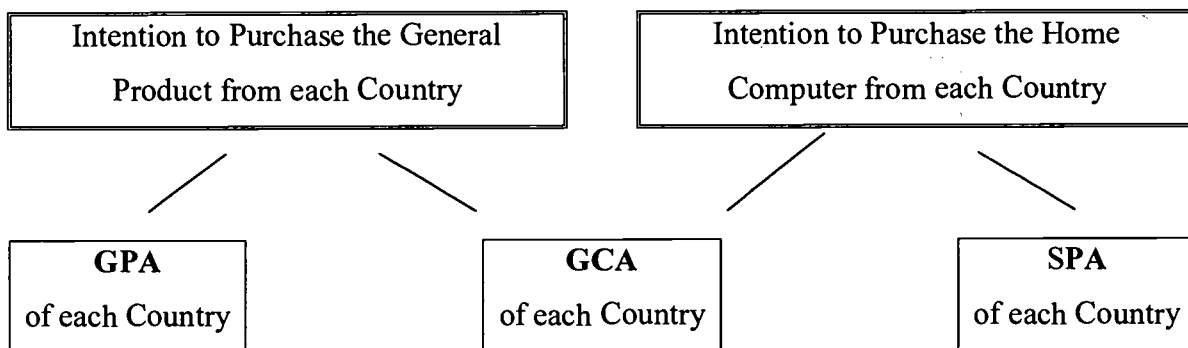 Intention to Purchase the General
Product from each Country
Intention to Purchase the Home
Computer from each Country
GPA
of each Country
GCA
of each Country
SPA
of each Country